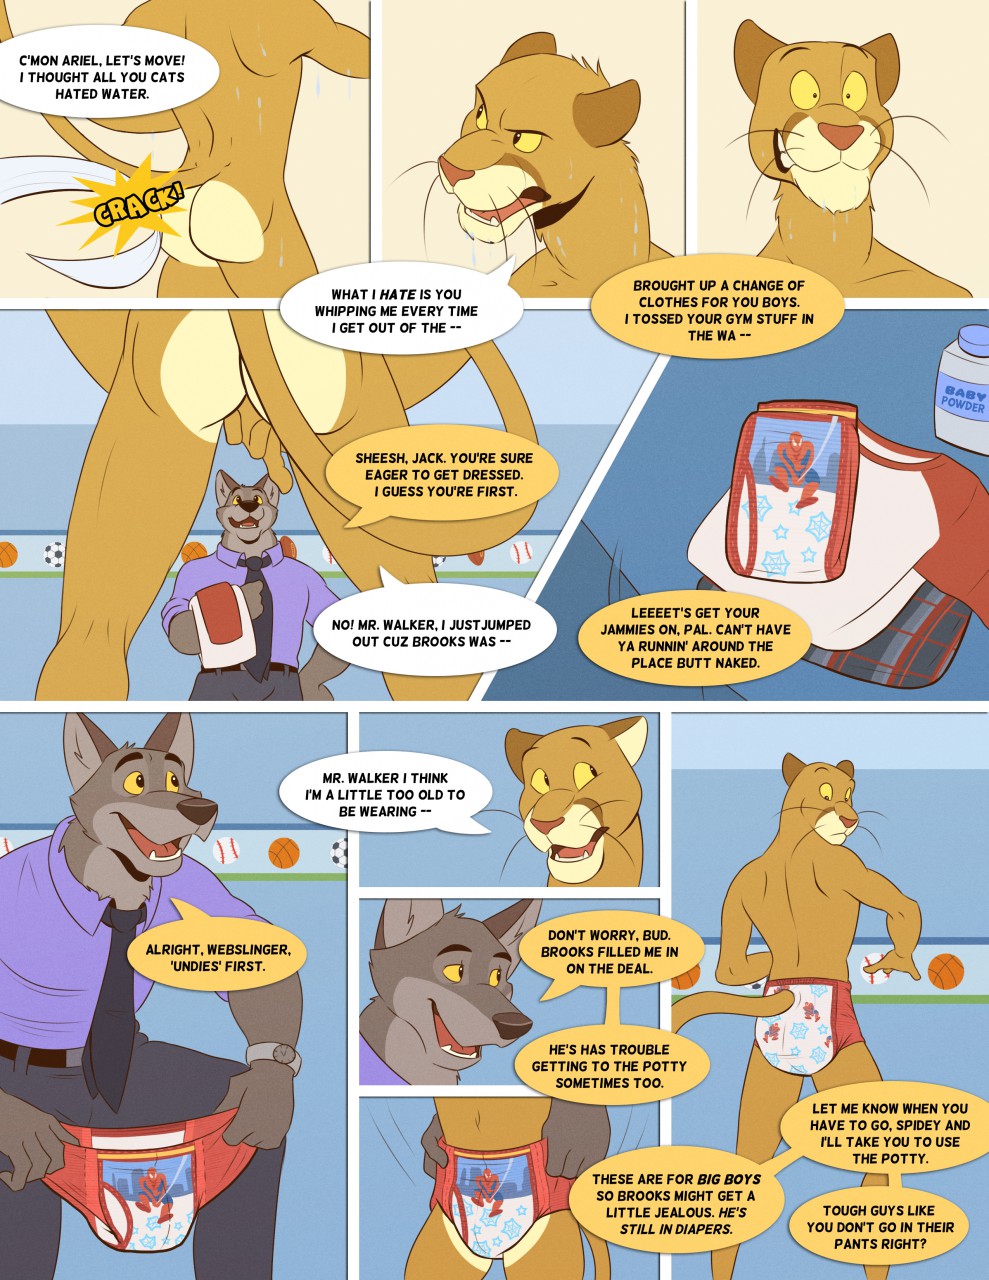 C'MON ARIEL, LET'S MOVE!
I THOUGHT ALL YOU CATS
HATED WATER.
CRACK!
WHAT I HATE IS YOU
WHIPPING ME EVERY TIME
I GET OUT OF THE --
BROUGHT UP A CHANGE OF
CLOTHES FOR YOU BOYS.
I TOSSED YOUR GYM STUFF IN
THE WA --
SHEESH, JACK. YOU'RE SURE
EAGER TO GET DRESSED.
I GUESS YOU'RE FIRST.
NO! MR. WALKER, I JUSTJUMPED
OUT CUZ BROOKS WAS --
BABY
POWDER
LEEEET'S GET YOUR
JAMMIES ON, PAL. CAN'T HAVE
YA RUNNIN' AROUND THE
PLACE BUTT NAKED.
ALRIGHT, WEBSLINGER,
'UNDIES' FIRST.
MR. WALKER I THINK
I'M A LITTLE TOO OLD TO
BE WEARING --
DON'T WORRY, BUD.
BROOKS FILLED ME IN
ON THE DEAL.
HE'S HAS TROUBLE
GETTING TO THE POTTY
SOMETIMES TOO.
THESE ARE FOR BIG BOYS
SO BROOKS MIGHT GET A
LITTLE JEALOUS. HE'S
STILL IN DIAPERS.
LET ME KNOW WHEN YOU
HAVE TO GO, SPIDEY AND
I'LL TAKE YOU TO USE
THE POTTY.
TOUGH GUYS LIKE
YOU DON'T GO IN THEIR
PANTS RIGHT?